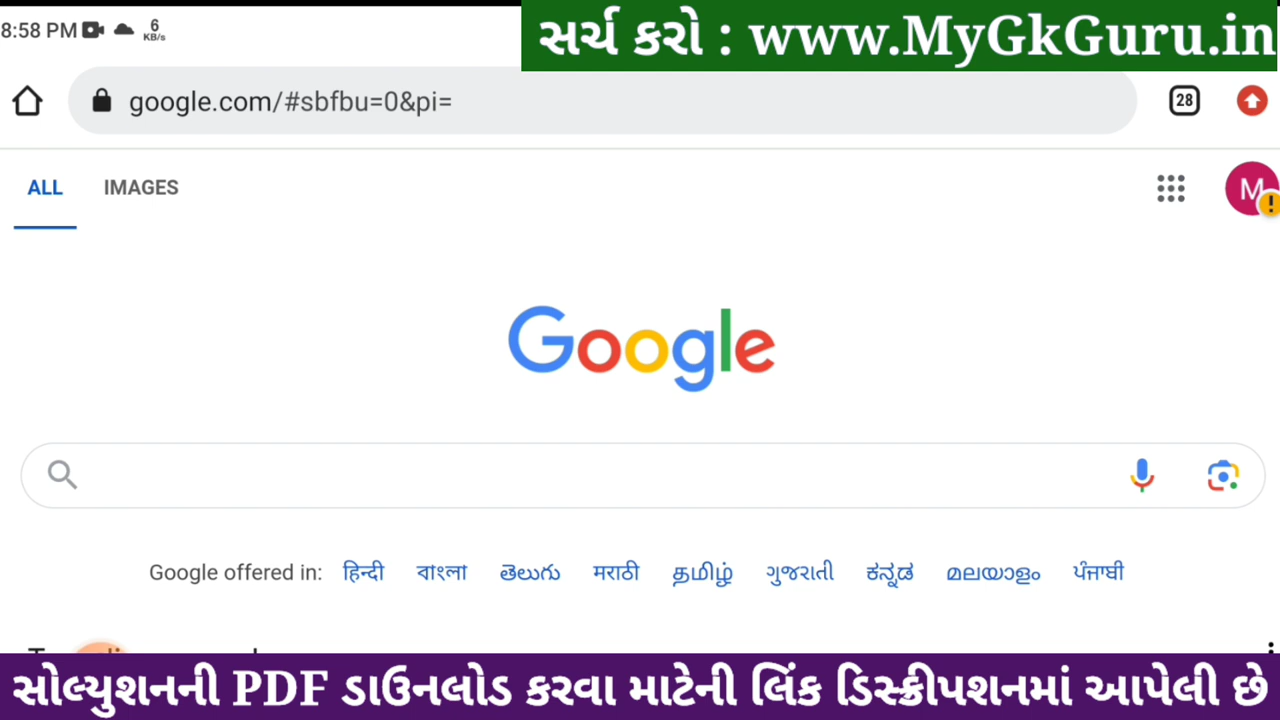 8:58 PM 6 KB/s
સર્ચ કરો : www.MyGkGuru.in
google.com/#sbfbu=0&pi=
28
ALL IMAGES
M
Google
Google offered in: हिन्दी বাংলা తెలుగు मराठी தமிழ் ગુજરાતી ಕನ್ನಡ മലയാളം ਪੰਜਾਬੀ
સોલ્યુશનની PDF ડાઉનલોડ કરવા માટેની લિંક ડિસ્ક્રીપશનમાં આપેલી છે